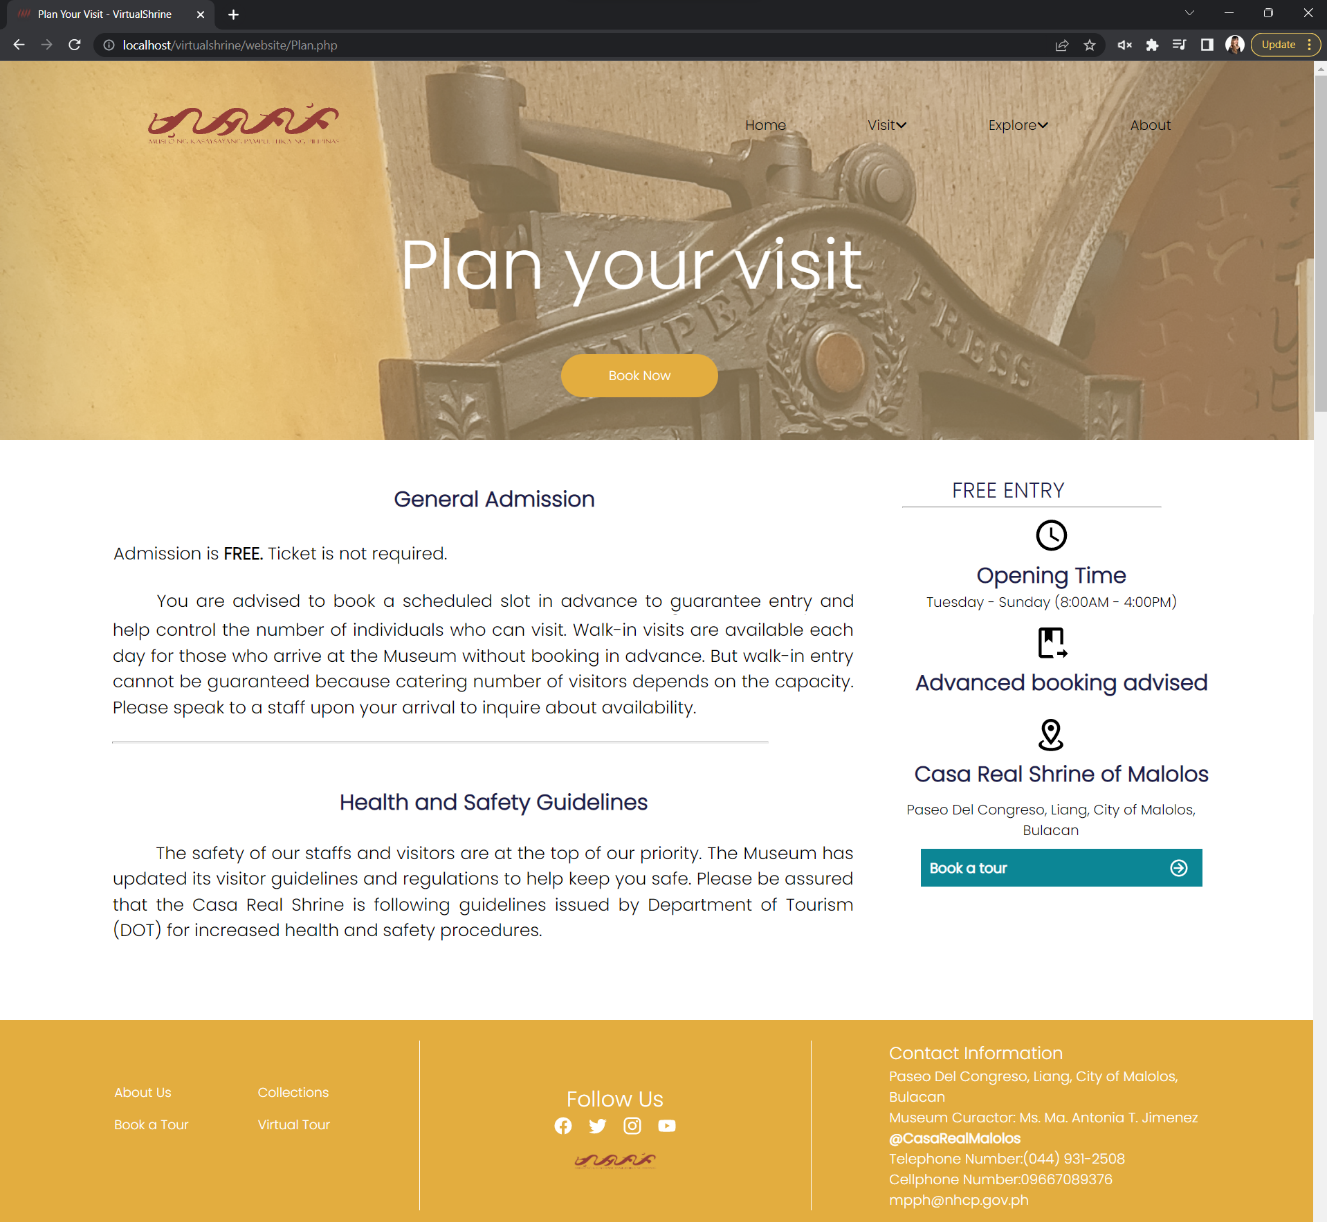 Plan Your Visit - VirtualShrine
localhost/virtualshrine/website/Plan.php
Update
Home
Visit
Explore
About
Plan your visit
IMPERIAL PRESS
Book Now
General Admission
Admission is FREE. Ticket is not required.
You are advised to book a scheduled slot in advance to guarantee entry and
help control the number of individuals who can visit. Walk-in visits are available each
day for those who arrive at the Museum without booking in advance. But walk-in entry
cannot be guaranteed because catering number of visitors depends on the capacity.
Please speak to a staff upon your arrival to inquire about availability.
Health and Safety Guidelines
The safety of our staffs and visitors are at the top of our priority. The Museum has
updated its visitor guidelines and regulations to help keep you safe. Please be assured
that the Casa Real Shrine is following guidelines issued by Department of Tourism
(DOT) for increased health and safety procedures.
FREE ENTRY
Opening Time
Tuesday - Sunday (8:00AM - 4:00PM)
Advanced booking advised
Casa Real Shrine of Malolos
Paseo Del Congreso, Liang, City of Malolos,
Bulacan
Book a tour
About Us
Collections
Book a Tour
Virtual Tour
Follow Us
Contact Information
Paseo Del Congreso, Liang, City of Malolos,
Bulacan
Museum Curactor: Ms. Ma. Antonia T. Jimenez
@CasaRealMalolos
Telephone Number:(044) 931-2508
Cellphone Number:09667089376
mpph@nhcp.gov.ph